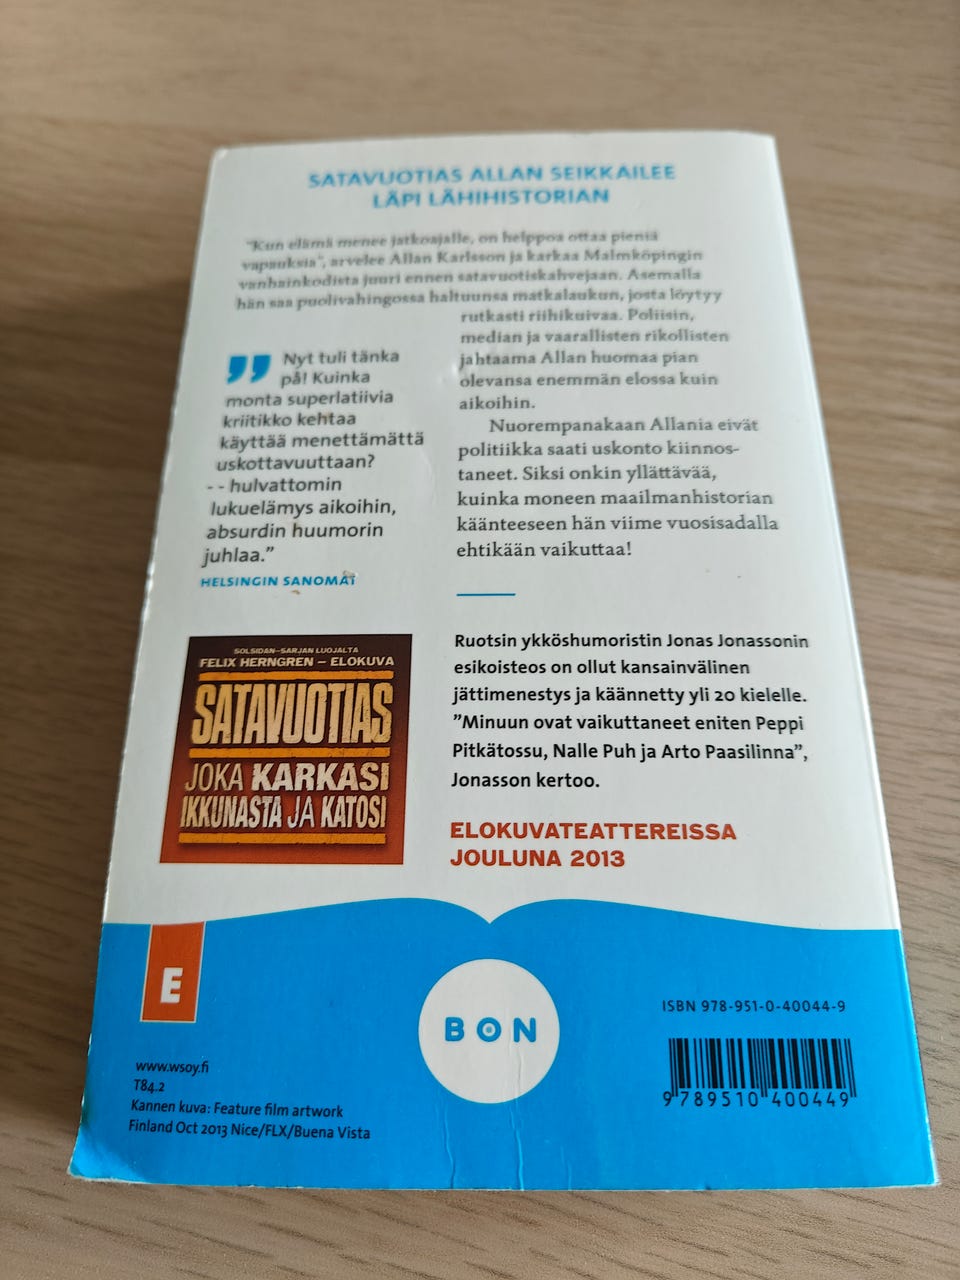 SATAVUOTIAS ALLAN SEIKKAILEE
LÄPI LÄHIHISTORIAN
"Kun elämä menee jatkoajalle, on helppoa ottaa pieniä
vapauksia", arvelee Allan Karlsson ja karkaa Malmköpingin
vanhainkodista juuri ennen satavuotiskahvejaan. Asemalla
hän saa puolivahingossa haltuunsa matkalaukun, josta löytyy
rutkasti riihikuivaa. Poliisin,
median ja vaarallisten rikollisten
jahtaama Allan huomaa pian
olevansa enemmän elossa kuin
aikoihin.
Nuorempanakaan Allania eivät
politiikka saati uskonto kiinnos-
taneet. Siksi onkin yllättävää,
kuinka moneen maailmanhistorian
käänteeseen hän viime vuosisadalla
ehtikään vaikuttaa!
" Nyt tuli tänka
på! Kuinka
monta superlatiivia
kriitikko kehtaa
käyttää menettämättä
uskottavuuttaan?
- - hulvattomin
lukuelämys aikoihin,
absurdin huumorin
juhlaa."
HELSINGIN SANOMAT
SOLSIDAN-SARJAN LUOJALTA
FELIX HERNGREN – ELOKUVA
SATAVUOTIAS
JOKA KARKASI
IKKUNASTA JA KATOSI
Ruotsin ykköshumoristin Jonas Jonassonin
esikoisteos on ollut kansainvälinen
jättimenestys ja käännetty yli 20 kielelle.
"Minuun ovat vaikuttaneet eniten Peppi
Pitkätossu, Nalle Puh ja Arto Paasilinna",
Jonasson kertoo.
ELOKUVATEATTEREISSA
JOULUNA 2013
E
BON
www.wsoy.fi
T84.2
Kannen kuva: Feature film artwork
Finland Oct 2013 Nice/FLX/Buena Vista
ISBN 978-951-0-40044-9
9 789510 400449